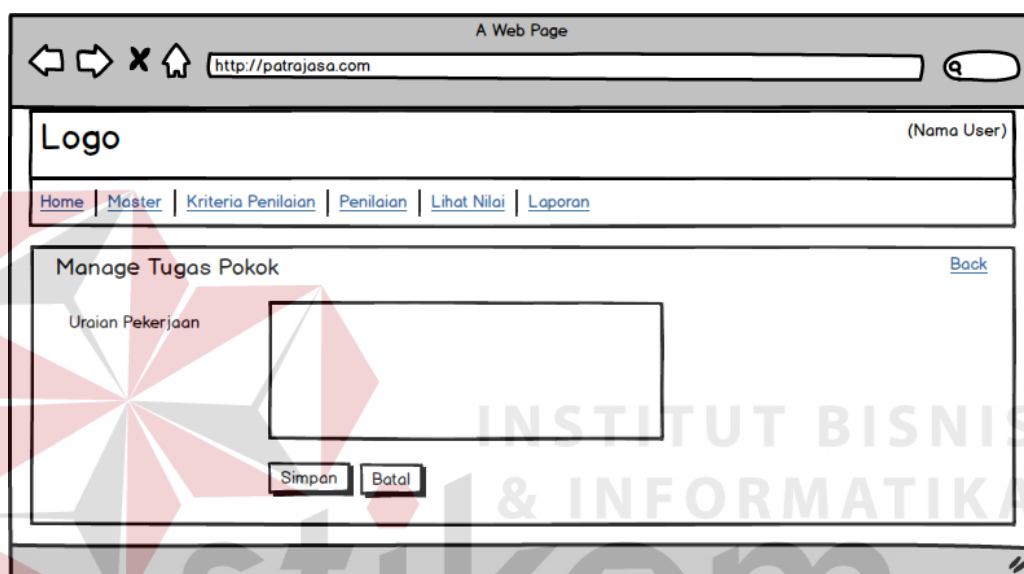 A Web Page
http://patrajasa.com
Logo
(Nama User)
Home | Master | Kriteria Penilaian | Penilaian | Lihat Nilai | Laporan
Manage Tugas Pokok
Back
Uraian Pekerjaan
INSTITUT BISNIS
Simpan Batal
& INFORMATIKA
stikom